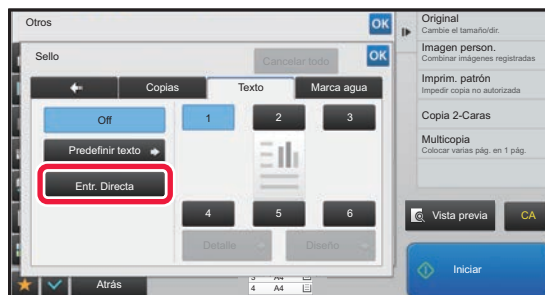 Otros
OK
Sello
Cancelar todo
OK
Copias
Texto
Marca agua
Off
Predefinir texto
Entr. Directa
1
2
3
4
5
6
Detalle
Diseño
Atrás
3 A4
4 A4
Original
Cambie el tamaño/dir.
Imagen person.
Combinar imágenes registradas
Imprim. patrón
Impedir copia no autorizada
Copia 2-Caras
Multicopia
Colocar varias pág. en 1 pág.
Vista previa
CA
Iniciar